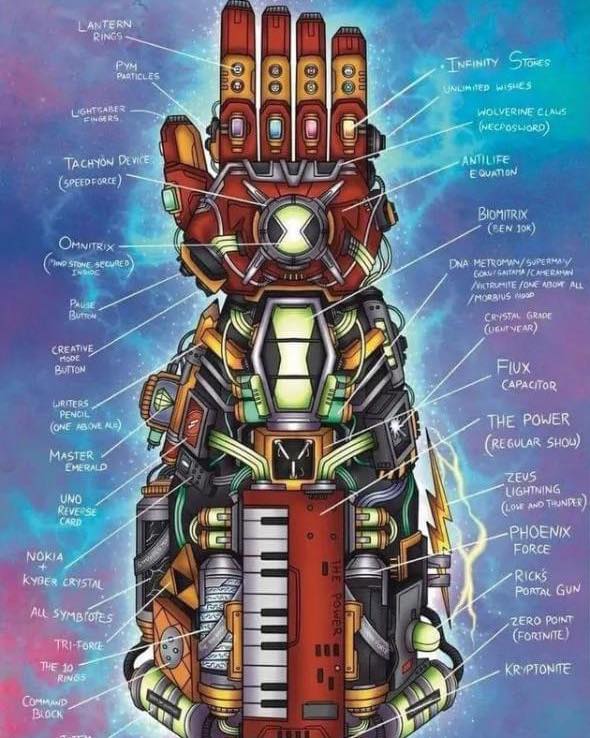 LANTERN
RINGS
PYM
PARTICLES
LIGHTSABER
FINGERS
TACHYON DEVICE
(SPEEDFORCE)
OMNITRIX
(MIND STONE SECURED
INSIDE)
PAUSE
BUTTON
CREATIVE
MODE
BUTTON
WRITERS
PENCIL
(ONE ABOVE ALL)
MASTER
EMERALD
UNO
REVERSE
CARD
NOKIA
+
KYBER CRYSTAL
ALL SYMBIOTES
TRI-FORCE
THE 10
RINGS
COMMAND
BLOCK
INFINITY STONES
UNLIMITED WISHES
WOLVERINE CLAWS
(NECROSWORD)
ANTILIFE
EQUATION
BIOMITRIX
(BEN 10K)
DNA METROMAN/SUPERMAN/
GOKU/SAITAMA/CAMERAMAN
/VICTRUMITE/ONE ABOVE ALL
/MORBIUS BLOOD
CRYSTAL GRADE
(LIGHTYEAR)
FLUX
CAPACITOR
THE POWER
(REGULAR SHOW)
ZEUS
LIGHTNING
(LOVE AND THUNDER)
PHOENIX
FORCE
RICK'S
PORTAL GUN
ZERO POINT
(FORTNITE)
KRYPTONITE
THE POWER